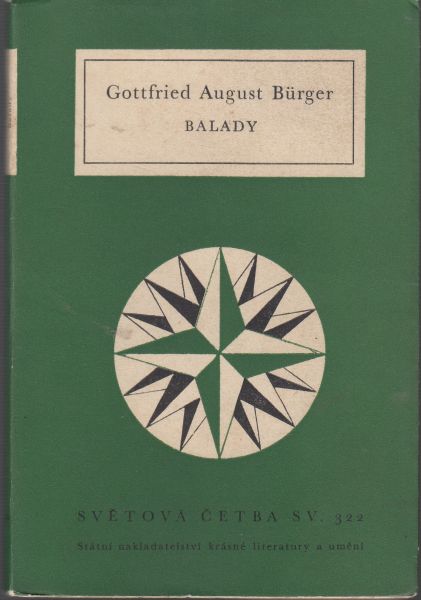 Gottfried August Bürger
BALADY
SVĚTOVÁ ČETBA SV. 322
Státní nakladatelství krásné literatury a umění